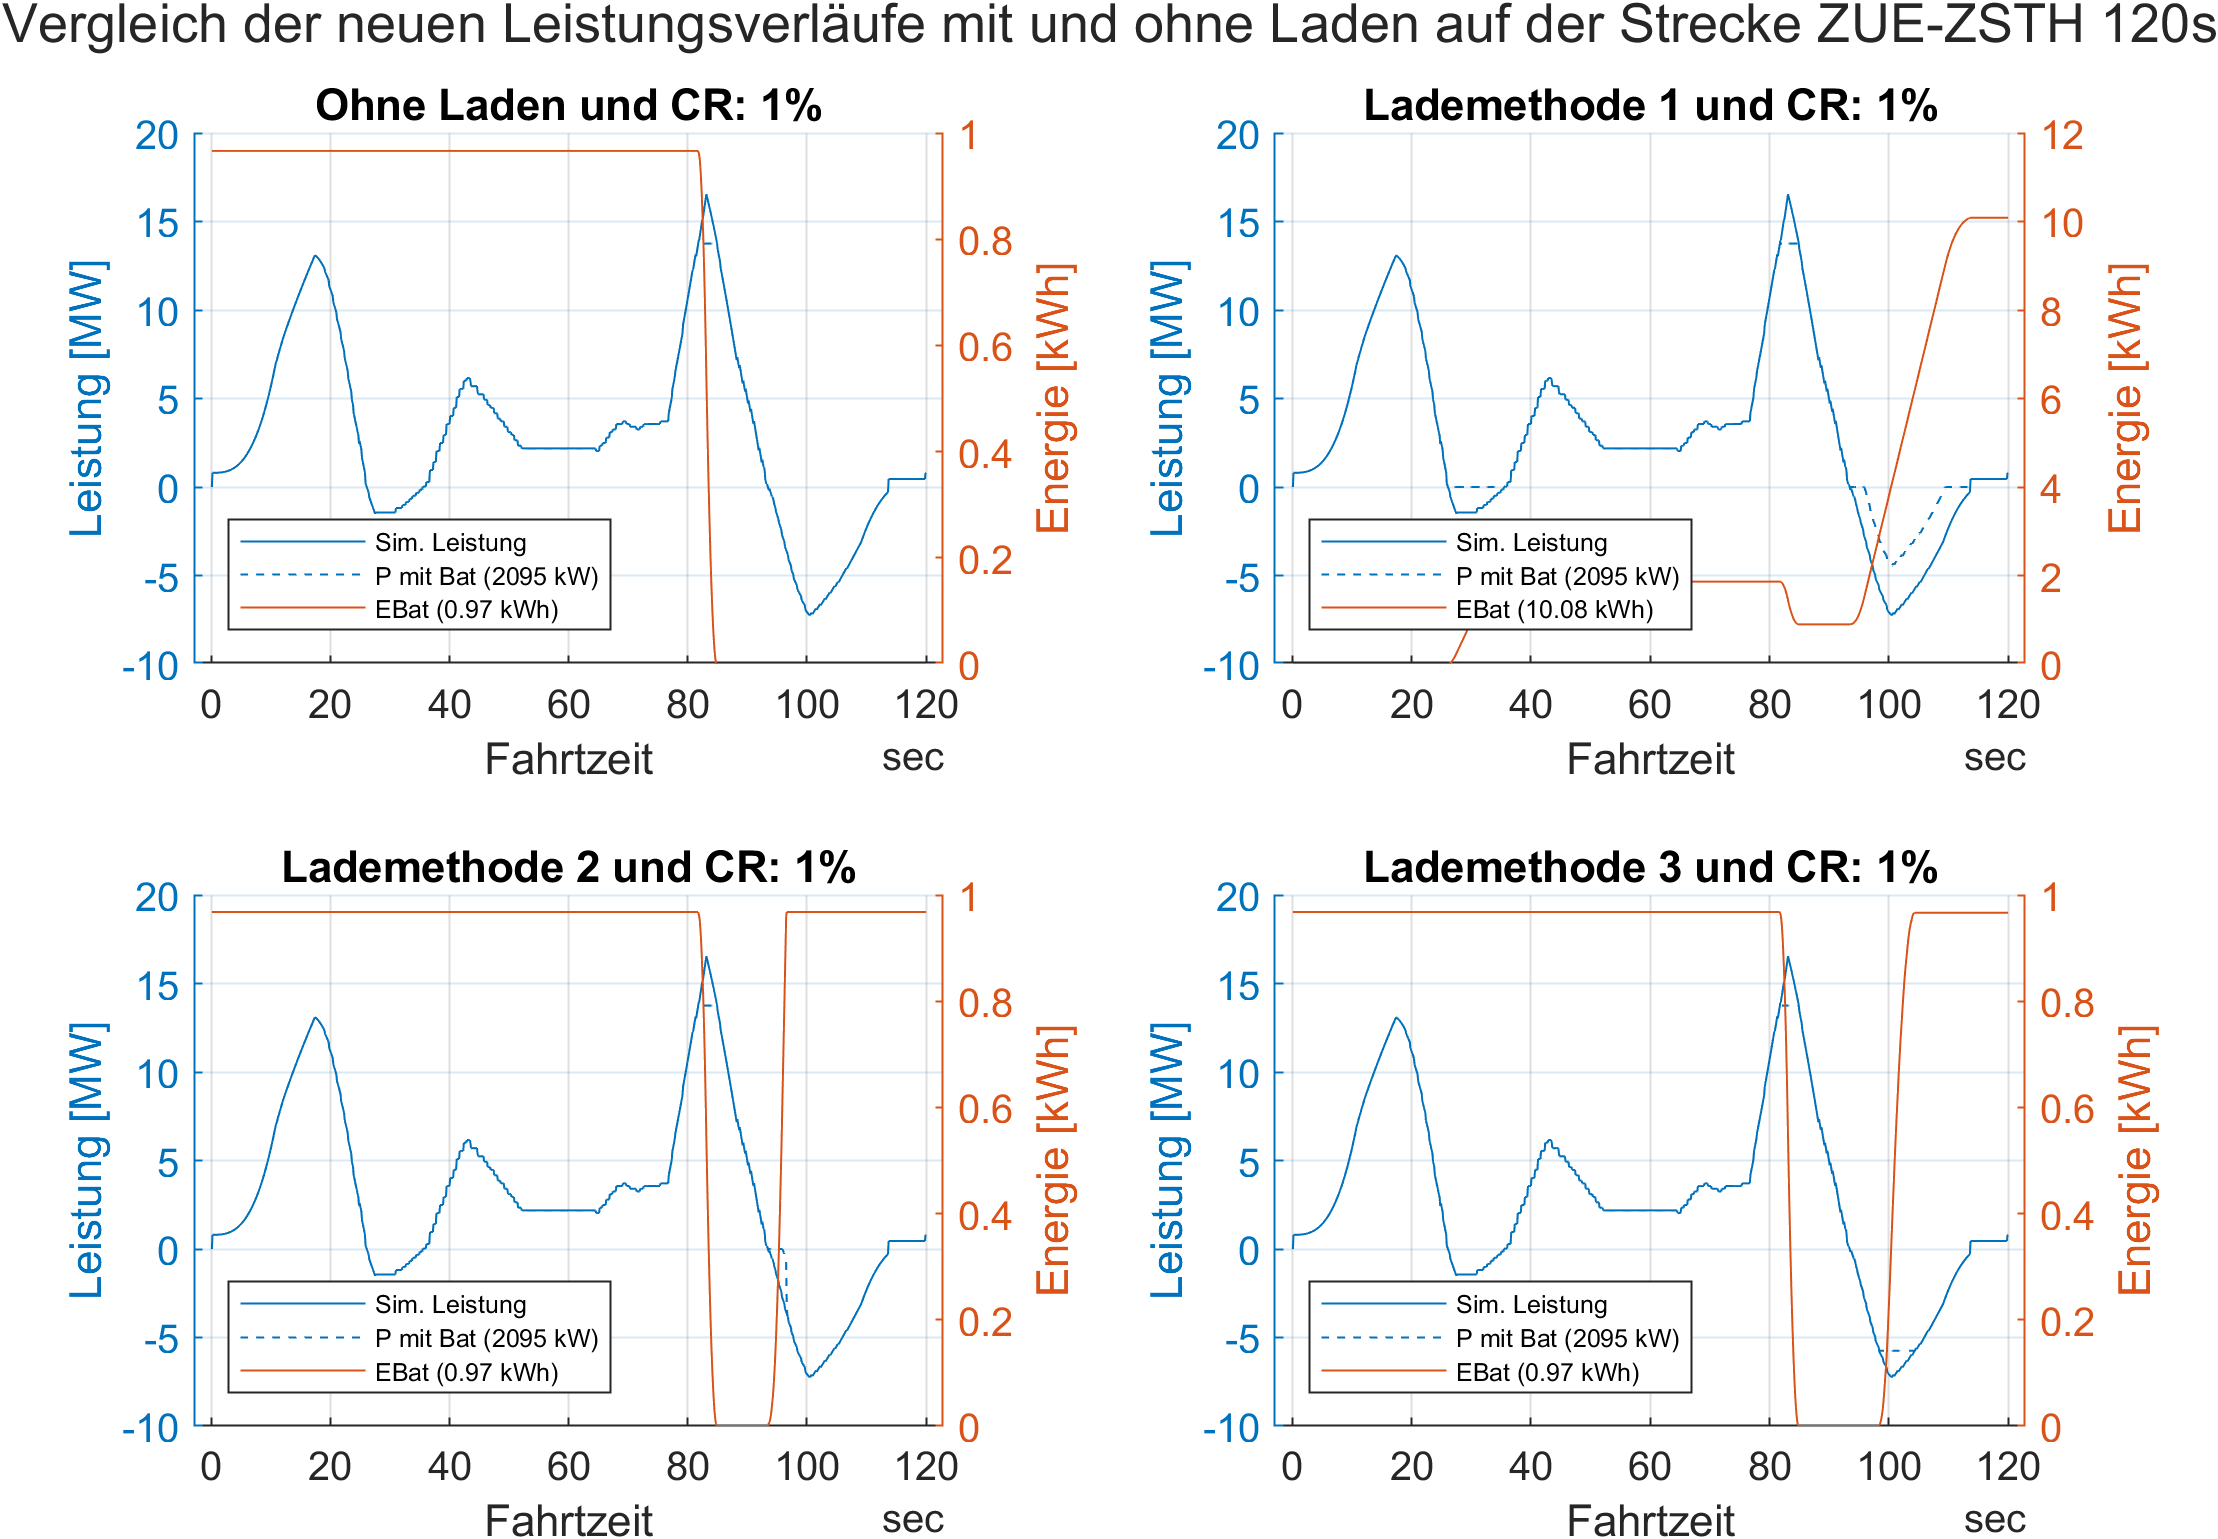 Vergleich der neuen Leistungsverläufe mit und ohne Laden auf der Strecke ZUE-ZSTH 120s
Ohne Laden und CR: 1%
20
15
10
5
0
-5
-10
Leistung [MW]
1
0.8
0.6
0.4
0.2
0
Energie [kWh]
Sim. Leistung
P mit Bat (2095 kW)
EBat (0.97 kWh)
0 20 40 60 80 100 120
Fahrtzeit sec
Lademethode 1 und CR: 1%
20
15
10
5
0
-5
-10
Leistung [MW]
12
10
8
6
4
2
0
Energie [kWh]
Sim. Leistung
P mit Bat (2095 kW)
EBat (10.08 kWh)
0 20 40 60 80 100 120
Fahrtzeit sec
Lademethode 2 und CR: 1%
20
15
10
5
0
-5
-10
Leistung [MW]
1
0.8
0.6
0.4
0.2
0
Energie [kWh]
Sim. Leistung
P mit Bat (2095 kW)
EBat (0.97 kWh)
0 20 40 60 80 100 120
Fahrtzeit sec
Lademethode 3 und CR: 1%
20
15
10
5
0
-5
-10
Leistung [MW]
1
0.8
0.6
0.4
0.2
0
Energie [kWh]
Sim. Leistung
P mit Bat (2095 kW)
EBat (0.97 kWh)
0 20 40 60 80 100 120
Fahrtzeit sec